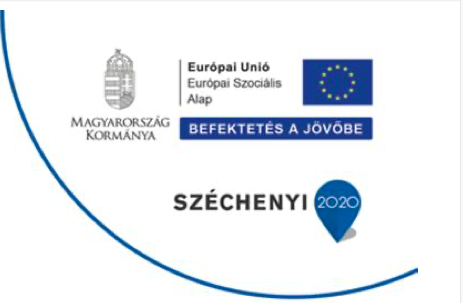 Európai Unió
Európai Szociális
Alap
MAGYARORSZÁG
KORMÁNYA
BEFEKTETÉS A JÖVŐBE
SZÉCHENYI 2020